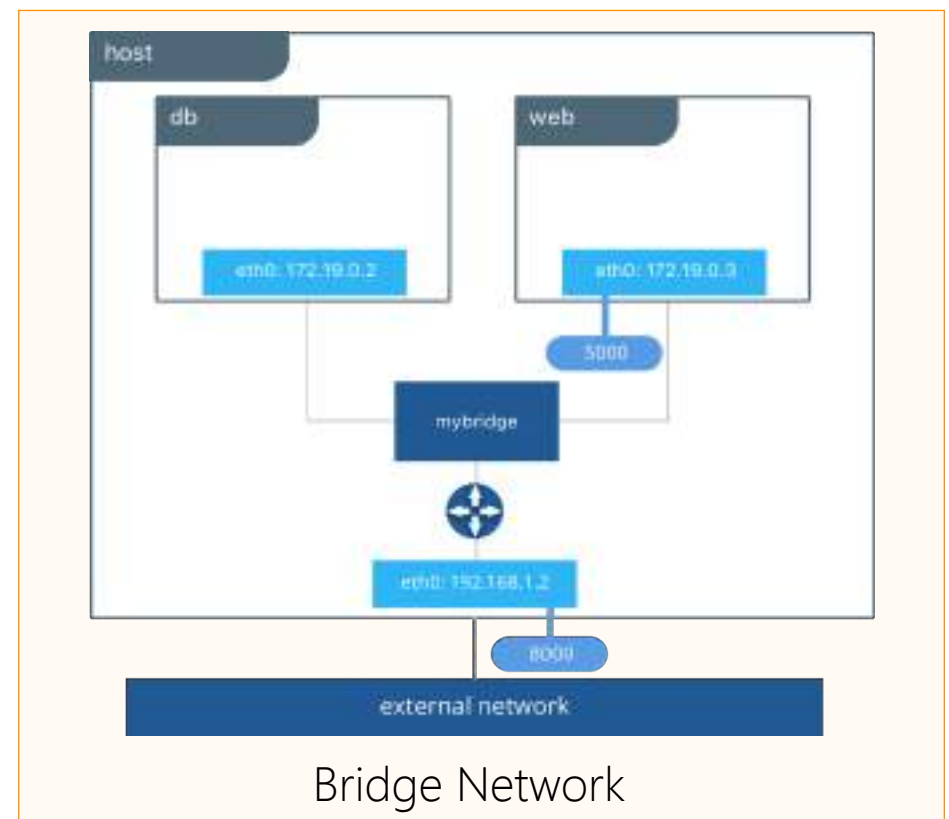 host
db
web
eth0: 172.19.0.2
eth0: 172.19.0.3
5000
mybridge
eth0: 192.168.1.2
8000
external network
Bridge Network